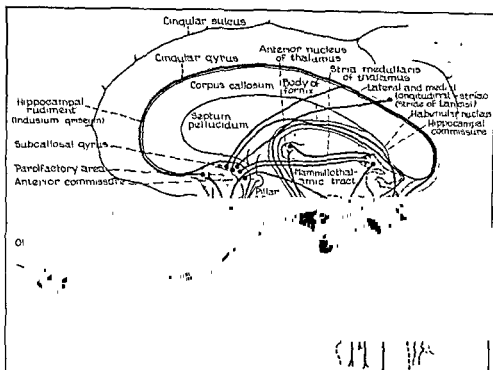 Cingular sulcus
Cingular gyrus
Anterior nucleus
of thalamus
Stria medullaris
of thalamus
Corpus callosum
Body of
fornix
Lateral and medial
longitudinal striae
(striae of Lancisi)
Habenular nucleus
Hippocampal
commissure
Hippocampal
rudiment
(indusium griseum)
Septum
pellucidum
Subcallosal gyrus
Parolfactory area
Anterior commissure
Pillar
Mammillothal-
amic tract